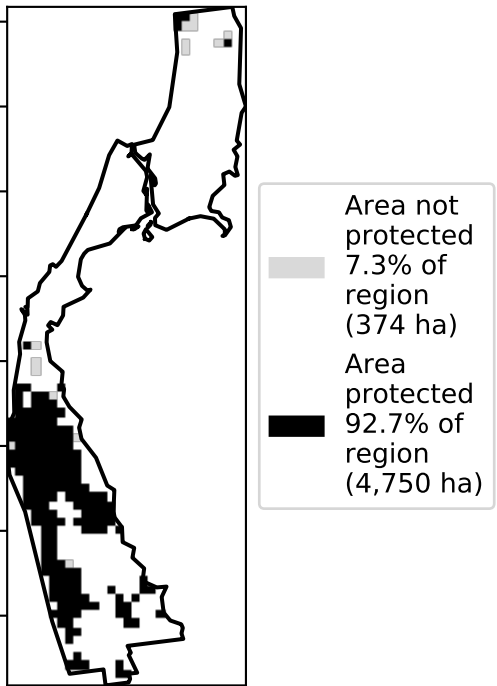 Area not
protected
7.3% of
region
(374 ha)
Area
protected
92.7% of
region
(4,750 ha)